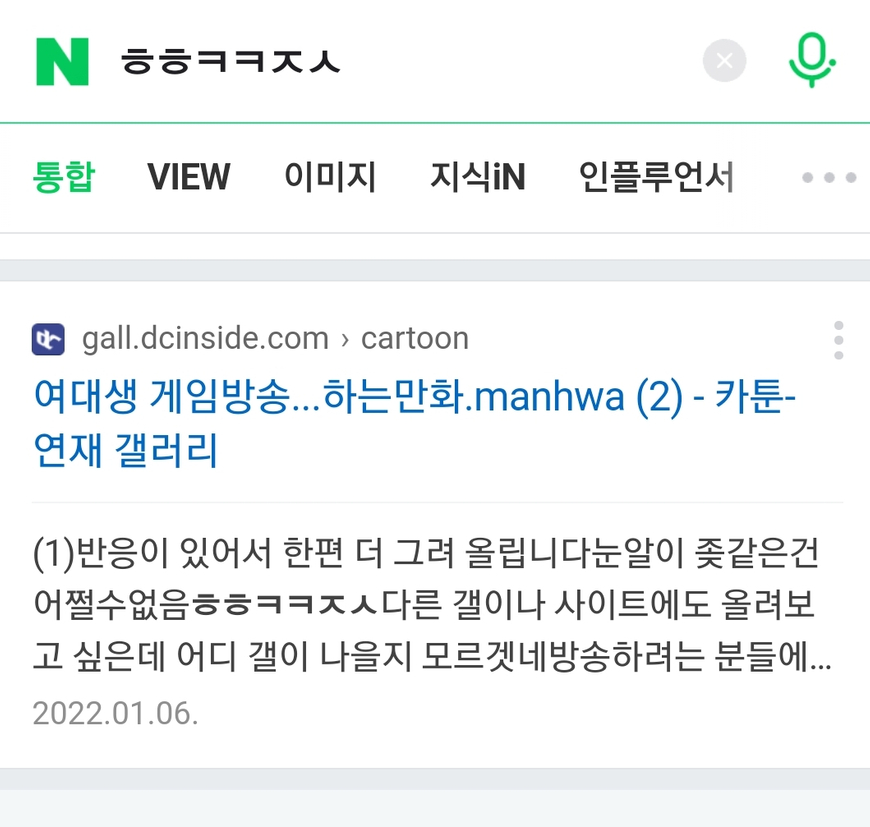 N ㅎㅎㅋㅋㅈㅅ
통합 VIEW 이미지 지식iN 인플루언서
gall.dcinside.com › cartoon
여대생 게임방송...하는만화.manhwa (2) - 카툰-
연재 갤러리
(1)반응이 있어서 한편 더 그려 올립니다눈알이 좆같은건
어쩔수없음ㅎㅎㅋㅋㅈㅅ다른 갤이나 사이트에도 올려보
고 싶은데 어디 갤이 나을지 모르겟네방송하려는 분들에...
2022.01.06.